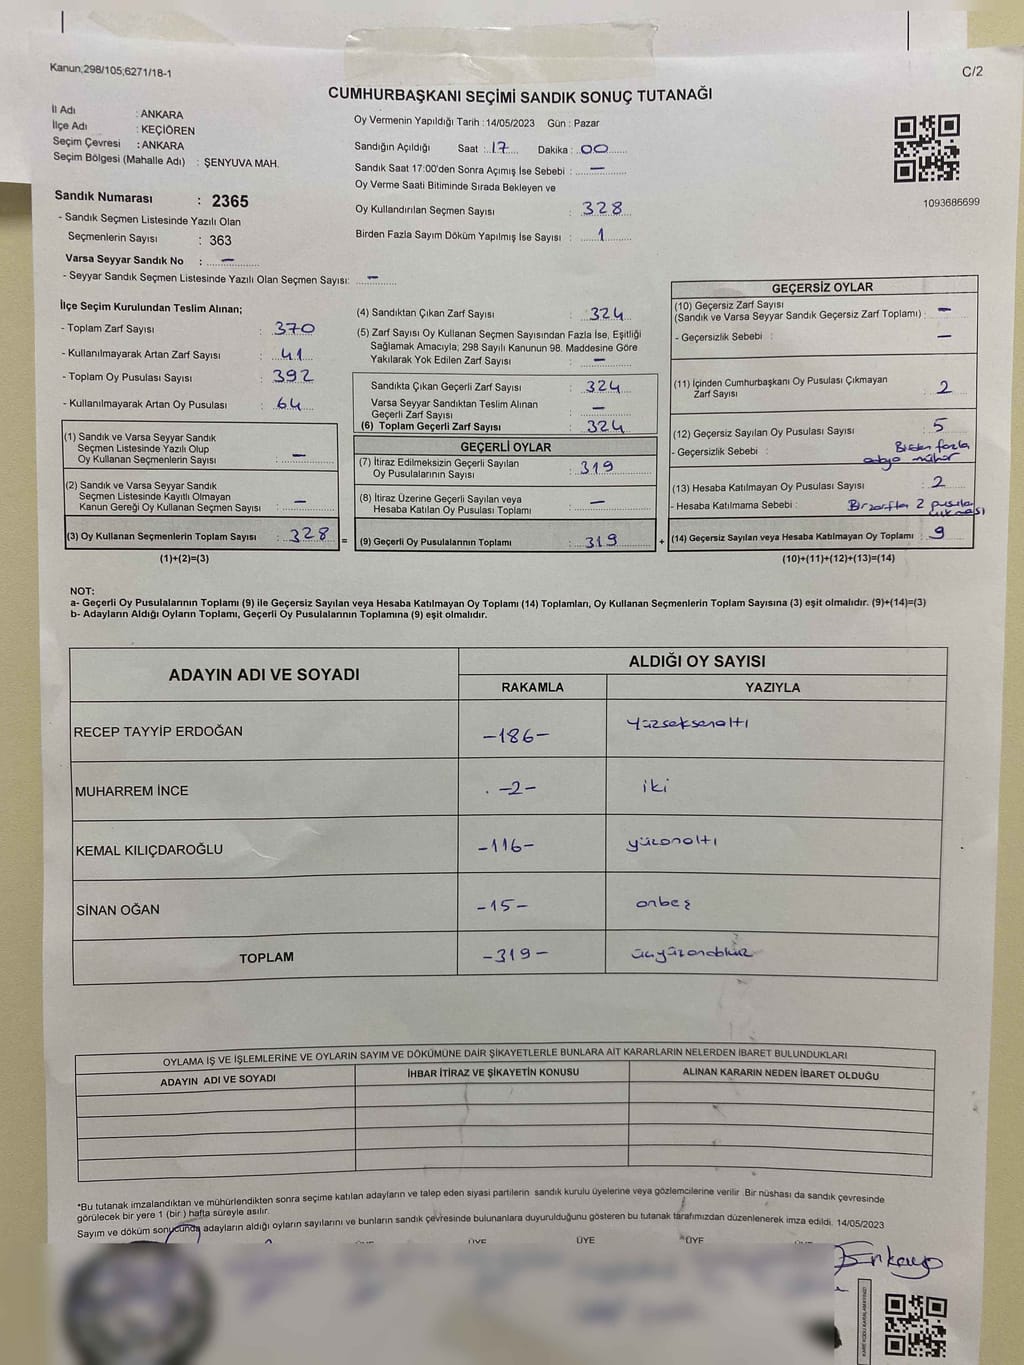 Kanun;298/105;6271/18-1
C/2
CUMHURBAŞKANI SEÇİMİ SANDIK SONUÇ TUTANAĞI
İl Adı : ANKARA
İlçe Adı : KEÇİÖREN
Seçim Çevresi : ANKARA
Seçim Bölgesi (Mahalle Adı) : ŞENYUVA MAH.
Oy Vermenin Yapıldığı Tarih : 14/05/2023 Gün : Pazar
Sandığın Açıldığı Saat : 17 Dakika : 00
Sandık Saat 17:00'den Sonra Açımış İse Sebebi : —
Oy Verme Saati Bitiminde Sırada Bekleyen ve
Oy Kullandırılan Seçmen Sayısı : 328
Birden Fazla Sayım Döküm Yapılmış İse Sayısı : 1
1093686699
Sandık Numarası : 2365
- Sandık Seçmen Listesinde Yazılı Olan
Seçmenlerin Sayısı : 363
Varsa Seyyar Sandık No : —
- Seyyar Sandık Seçmen Listesinde Yazılı Olan Seçmen Sayısı: —
İlçe Seçim Kurulundan Teslim Alınan;
- Toplam Zarf Sayısı : 370
- Kullanılmayarak Artan Zarf Sayısı : 41
- Toplam Oy Pusulası Sayısı : 392
- Kullanılmayarak Artan Oy Pusulası : 64
(1) Sandık ve Varsa Seyyar Sandık
Seçmen Listesinde Yazılı Olup
Oy Kullanan Seçmenlerin Sayısı : —
(2) Sandık ve Varsa Seyyar Sandık
Seçmen Listesinde Kayıtlı Olmayan
Kanun Gereği Oy Kullanan Seçmen Sayısı : —
(3) Oy Kullanan Seçmenlerin Toplam Sayısı : 328 =
(1)+(2)=(3)
(4) Sandıktan Çıkan Zarf Sayısı : 324
(5) Zarf Sayısı Oy Kullanan Seçmen Sayısından Fazla İse, Eşitliği
Sağlamak Amacıyla; 298 Sayılı Kanunun 98. Maddesine Göre
Yakılarak Yok Edilen Zarf Sayısı : —
Sandıkta Çıkan Geçerli Zarf Sayısı : 324
Varsa Seyyar Sandıktan Teslim Alınan
Geçerli Zarf Sayısı : —
(6) Toplam Geçerli Zarf Sayısı : 324
GEÇERLİ OYLAR
(7) İtiraz Edilmeksizin Geçerli Sayılan
Oy Pusulalarının Sayısı : 319
(8) İtiraz Üzerine Geçerli Sayılan veya
Hesaba Katılan Oy Pusulası Toplamı : —
(9) Geçerli Oy Pusulalarının Toplamı : 319 +
GEÇERSİZ OYLAR
(10) Geçersiz Zarf Sayısı
(Sandık ve Varsa Seyyar Sandık Geçersiz Zarf Toplamı) : —
- Geçersizlik Sebebi : —
(11) İçinden Cumhurbaşkanı Oy Pusulası Çıkmayan
Zarf Sayısı : 2
(12) Geçersiz Sayılan Oy Pusulası Sayısı : 5
- Geçersizlik Sebebi : Birden fazla
mühür
(13) Hesaba Katılmayan Oy Pusulası Sayısı : 2
- Hesaba Katılmama Sebebi : Bir zarftan 2 pusula
çıkması
(14) Geçersiz Sayılan veya Hesaba Katılmayan Oy Toplamı : 9
(10)+(11)+(12)+(13)=(14)
NOT:
a- Geçerli Oy Pusulalarının Toplamı (9) ile Geçersiz Sayılan veya Hesaba Katılmayan Oy Toplamı (14) Toplamları, Oy Kullanan Seçmenlerin Toplam Sayısına (3) eşit olmalıdır. (9)+(14)=(3)
b- Adayların Aldığı Oyların Toplamı, Geçerli Oy Pusulalarının Toplamına (9) eşit olmalıdır.
ADAYIN ADI VE SOYADI
ALDIĞI OY SAYISI
RAKAMLA YAZIYLA
RECEP TAYYİP ERDOĞAN -186- Yüzseksenaltı
MUHARREM İNCE -2- iki
KEMAL KILIÇDAROĞLU -116- yüzonaltı
SİNAN OĞAN -15- onbeş
TOPLAM -319- üçyüzondokuz
OYLAMA İŞ VE İŞLEMLERİNE VE OYLARIN SAYIM VE DÖKÜMÜNE DAİR ŞİKAYETLERLE BUNLARA AİT KARARLARIN NELERDEN İBARET BULUNDUKLARI
ADAYIN ADI VE SOYADI İHBAR İTİRAZ VE ŞİKAYETİN KONUSU ALINAN KARARIN NEDEN İBARET OLDUĞU
*Bu tutanak imzalandıktan ve mühürlendikten sonra seçime katılan adayların ve talep eden siyasi partilerin sandık kurulu üyelerine veya gözlemcilerine verilir Bir nüshası da sandık çevresinde
görülecek bir yere 1 (bir ) hafta süreyle asılır.
Sayım ve döküm sonucunda adayların aldığı oyların sayılarını ve bunların sandık çevresinde bulunanlara duyurulduğunu gösteren bu tutanak tarafımızdan düzenlenerek imza edildi. 14/05/2023
ÜYE ÜYE ÜYE